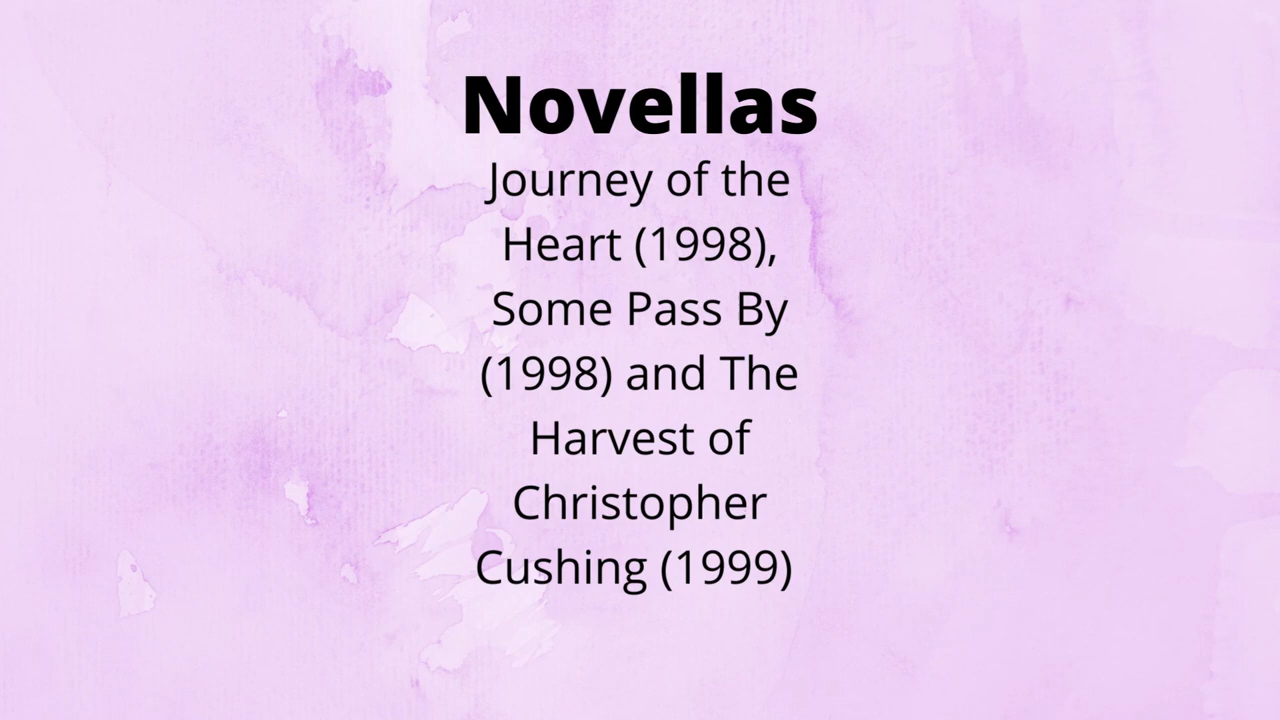 Novellas
Journey of the
Heart (1998),
Some Pass By
(1998) and The
Harvest of
Christopher
Cushing (1999)